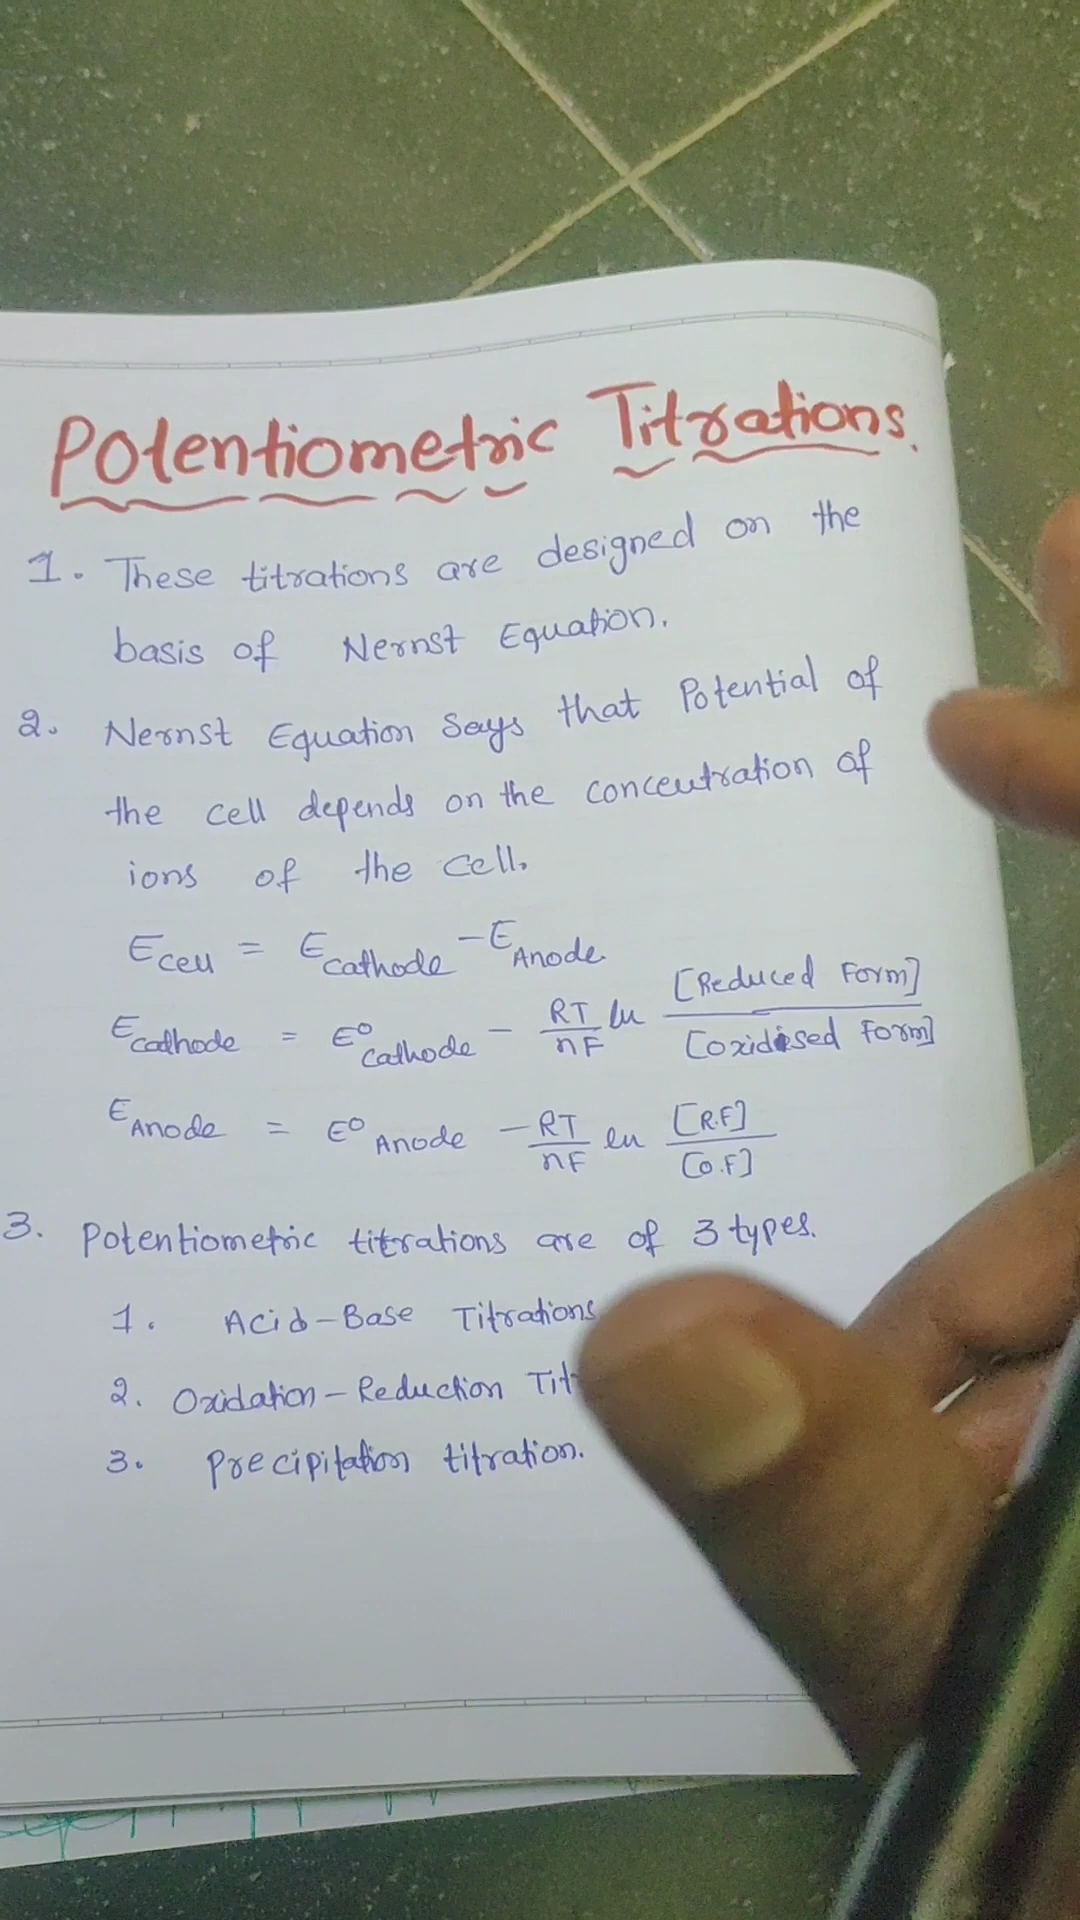 Potentiometric Titrations.
1. These titrations are designed on the
basis of Nernst Equation.
2. Nernst Equation Says that Potential of
the cell depends on the concentration of
ions of the cell.
Ecell = Ecathode - EAnode
Ecathode = E°cathode - RT/nF ln [Reduced Form]/[oxidised form]
EAnode = E° Anode - RT/nF ln [R.F]/[O.F]
3. Potentiometric titrations are of 3 types.
1. Acid-Base Titrations
2. Oxidation-Reduction Tit
3. Precipitation titration.